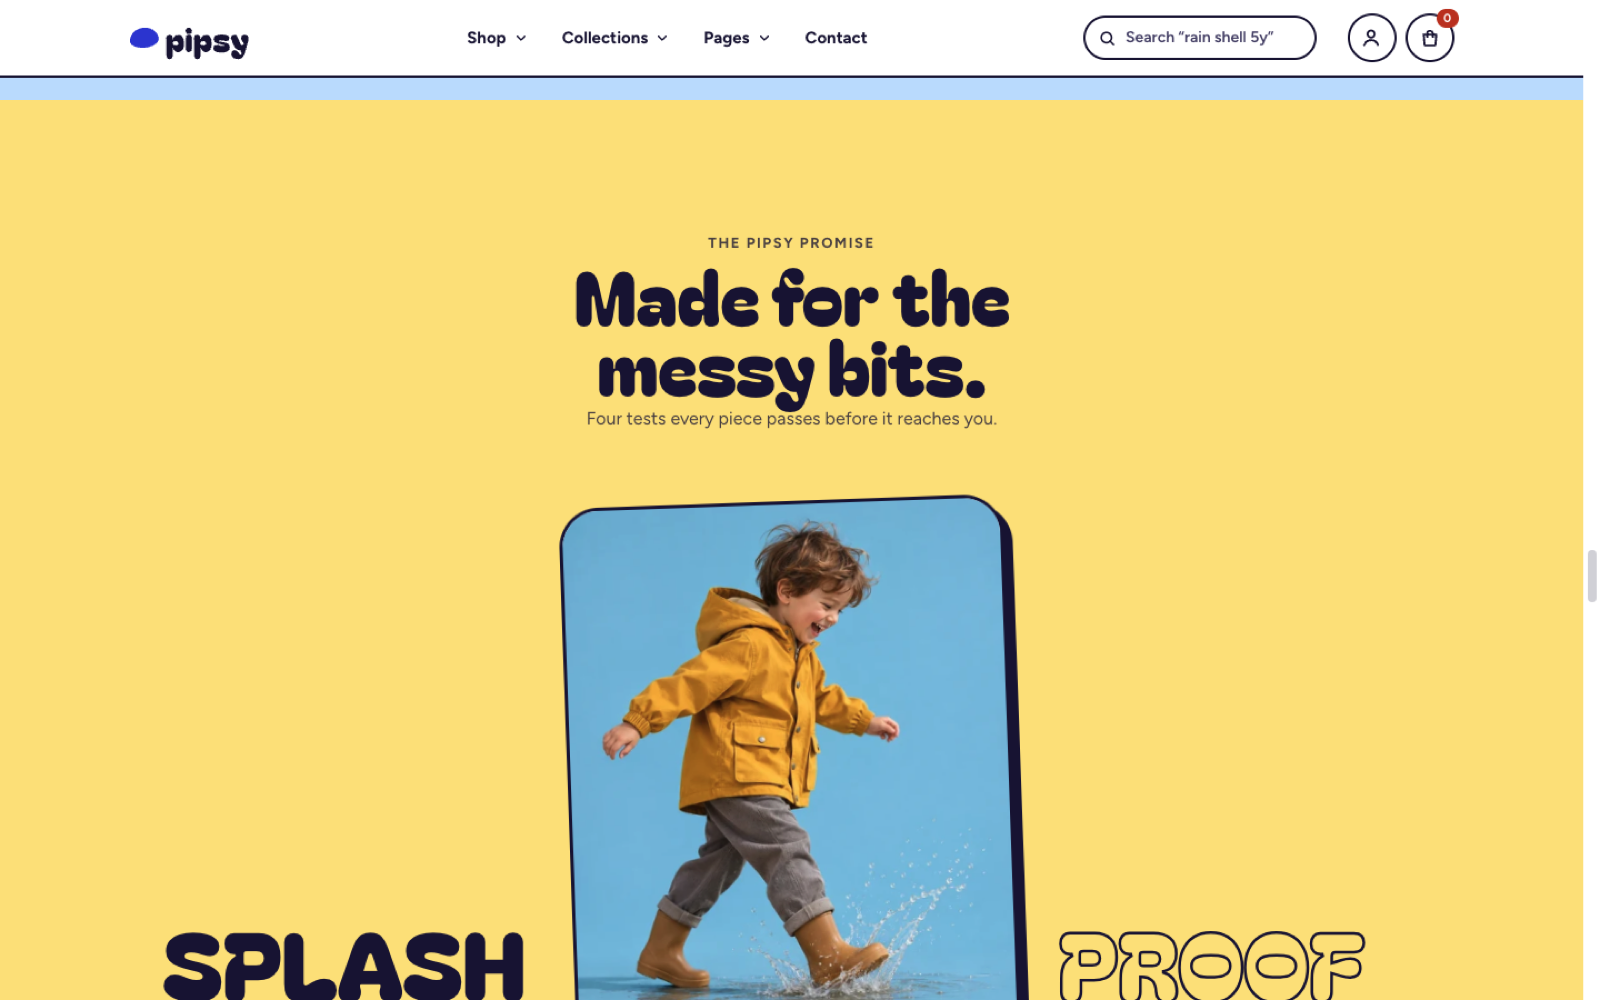 pipsy
Shop
Collections
Pages
Contact
Search “rain shell 5y”
0
THE PIPSY PROMISE
Made for the
messy bits.
Four tests every piece passes before it reaches you.
SPLASH
PROOF